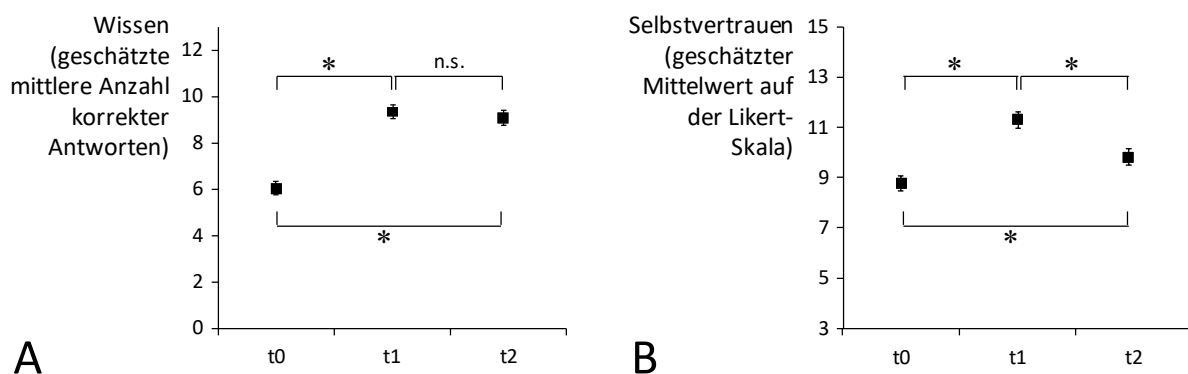 Wissen
(geschätzte
mittlere Anzahl
korrekter
Antworten)
12
10
8
6
4
2
0
*
n.s.
*
t0
t1
t2
A
Selbstvertrauen
(geschätzter
Mittelwert auf
der Likert-
Skala)
15
13
11
9
7
5
3
*
*
*
t0
t1
t2
B